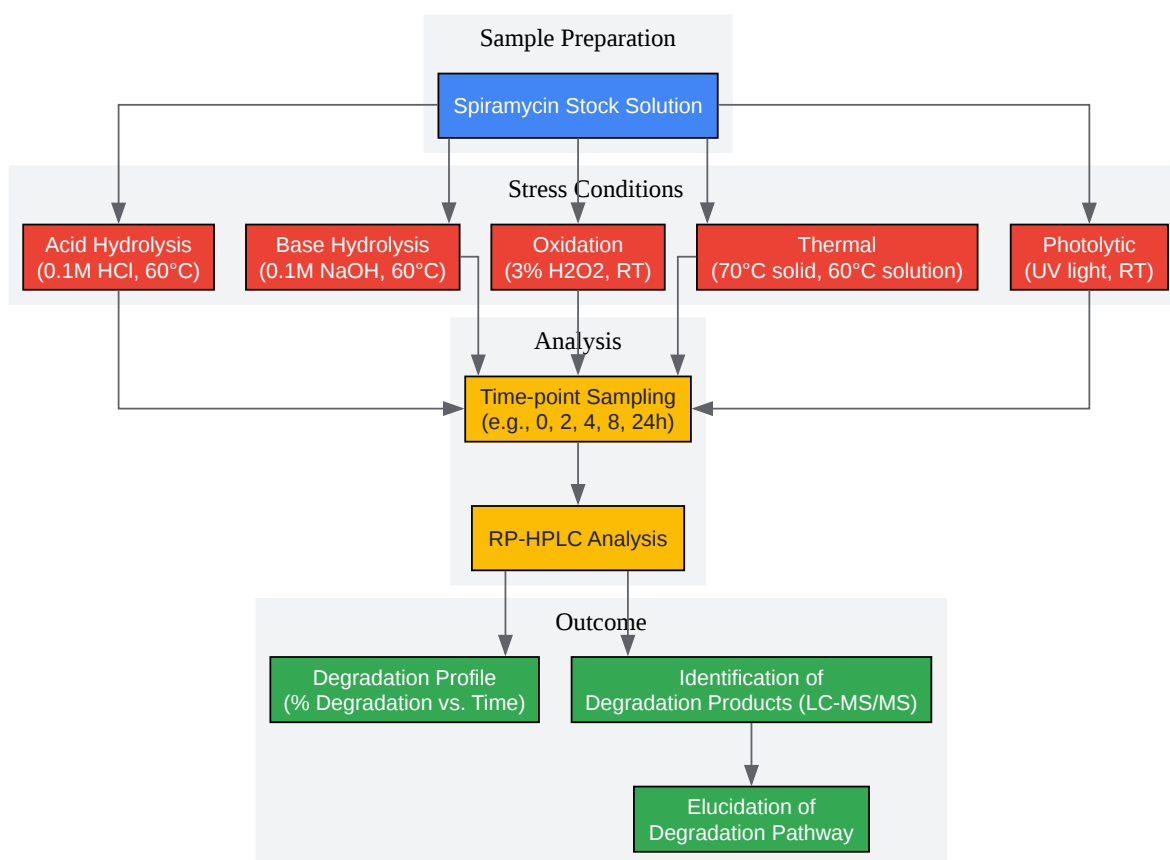 Sample Preparation
Spiramycin Stock Solution
Stress Conditions
Acid Hydrolysis
(0.1M HCl, 60°C)
Base Hydrolysis
(0.1M NaOH, 60°C)
Oxidation
(3% H2O2, RT)
Thermal
(70°C solid, 60°C solution)
Photolytic
(UV light, RT)
Analysis
Time-point Sampling
(e.g., 0, 2, 4, 8, 24h)
RP-HPLC Analysis
Outcome
Degradation Profile
(% Degradation vs. Time)
Identification of
Degradation Products (LC-MS/MS)
Elucidation of
Degradation Pathway